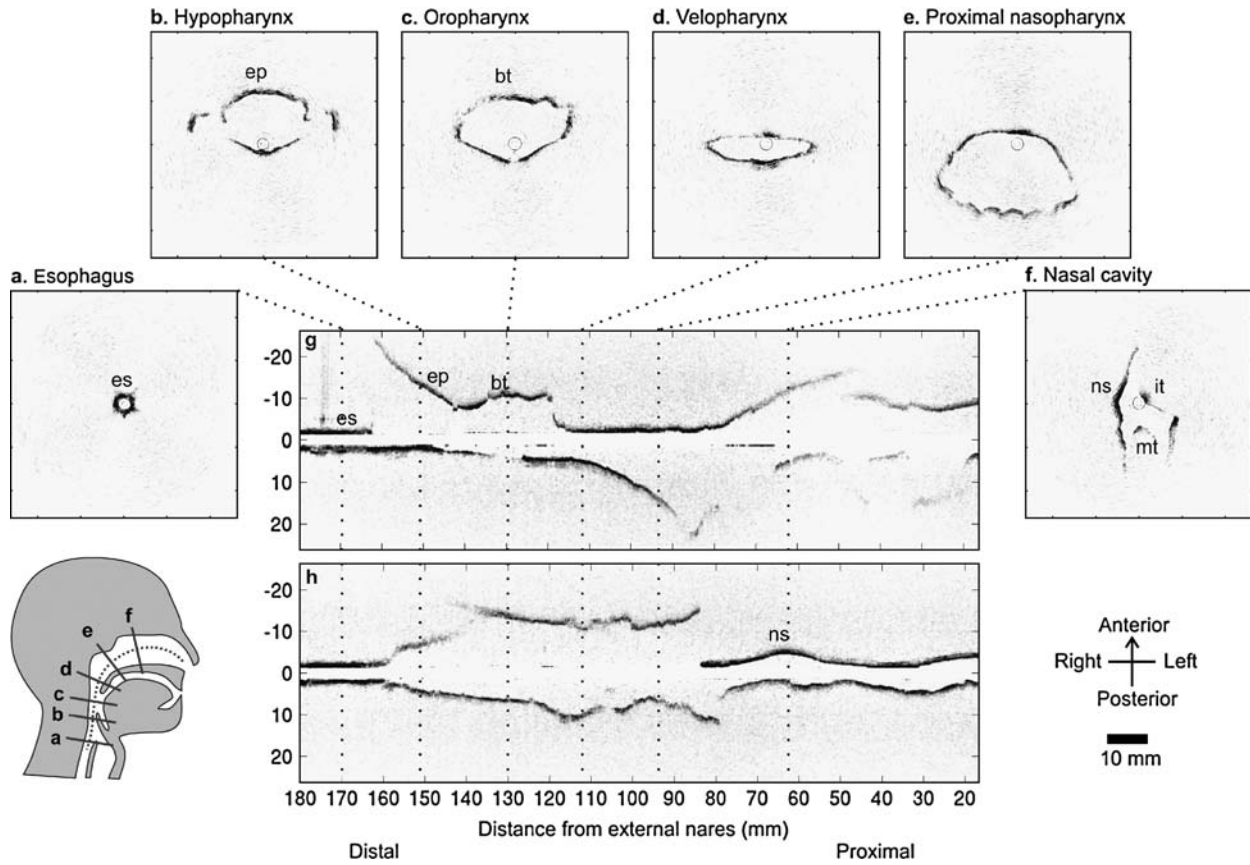 b. Hypopharynx
c. Oropharynx
d. Velopharynx
e. Proximal nasopharynx
ep
bt
a. Esophagus
f. Nasal cavity
es
ns
it
mt
g
-20
-10
0
10
20
ep
bt
es
h
-20
-10
0
10
20
ns
180 170 160 150 140 130 120 110 100 90 80 70 60 50 40 30 20
Distance from external nares (mm)
Distal
Proximal
f
e
d
c
b
a
Anterior
Right
Left
Posterior
10 mm